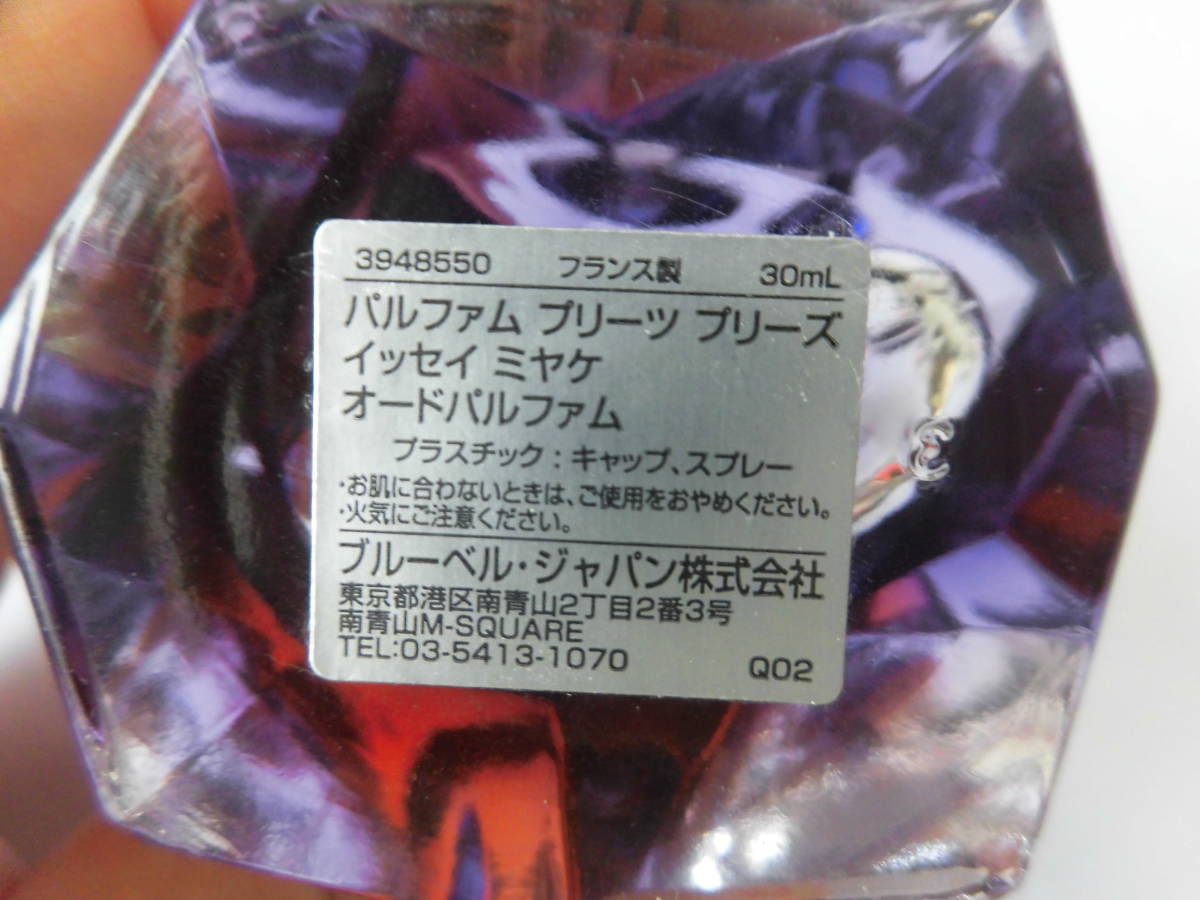 3948550 フランス製 30mL
パルファム プリーツ プリーズ
イッセイ ミヤケ
オードパルファム
プラスチック：キャップ、スプレー
・お肌に合わないときは、ご使用をおやめください。
・火気にご注意ください。
ブルーベル・ジャパン株式会社
東京都港区南青山2丁目2番3号
南青山M-SQUARE
TEL:03-5413-1070 Q02